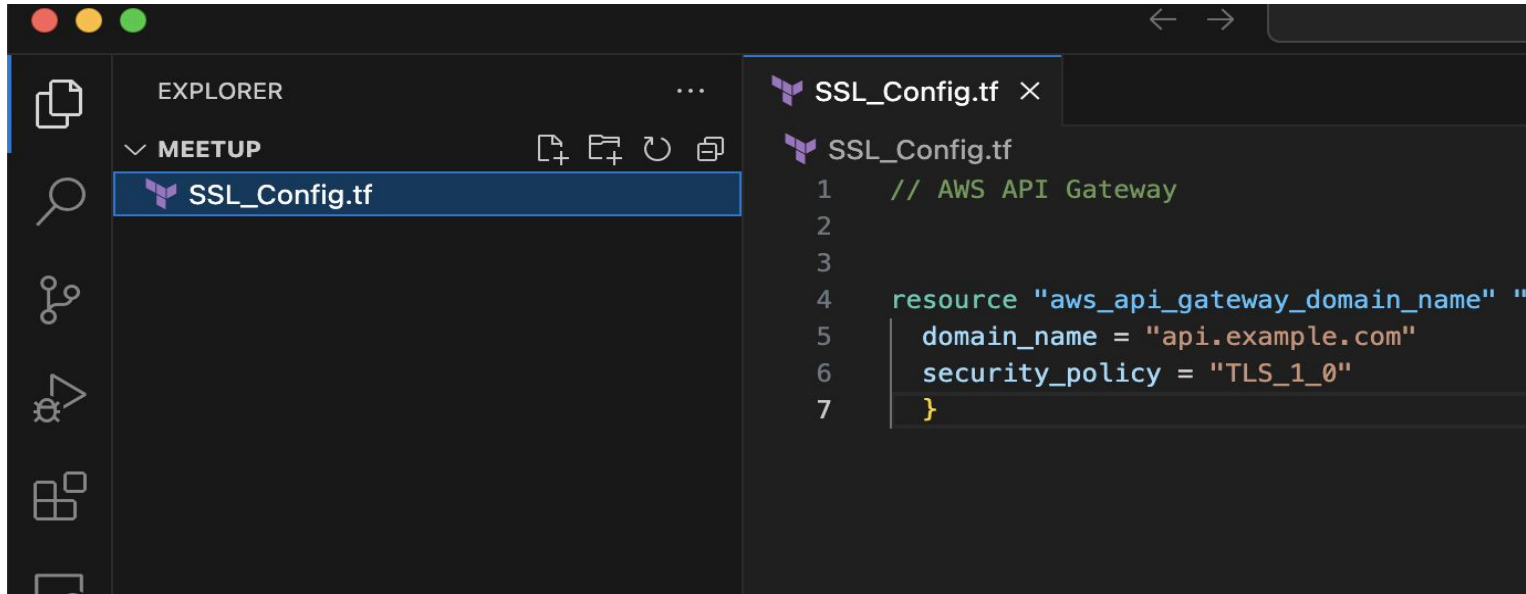 EXPLORER
...
MEETUP
SSL_Config.tf
SSL_Config.tf
SSL_Config.tf
1 // AWS API Gateway
2
3
4 resource "aws_api_gateway_domain_name" "
5 domain_name = "api.example.com"
6 security_policy = "TLS_1_0"
7 }